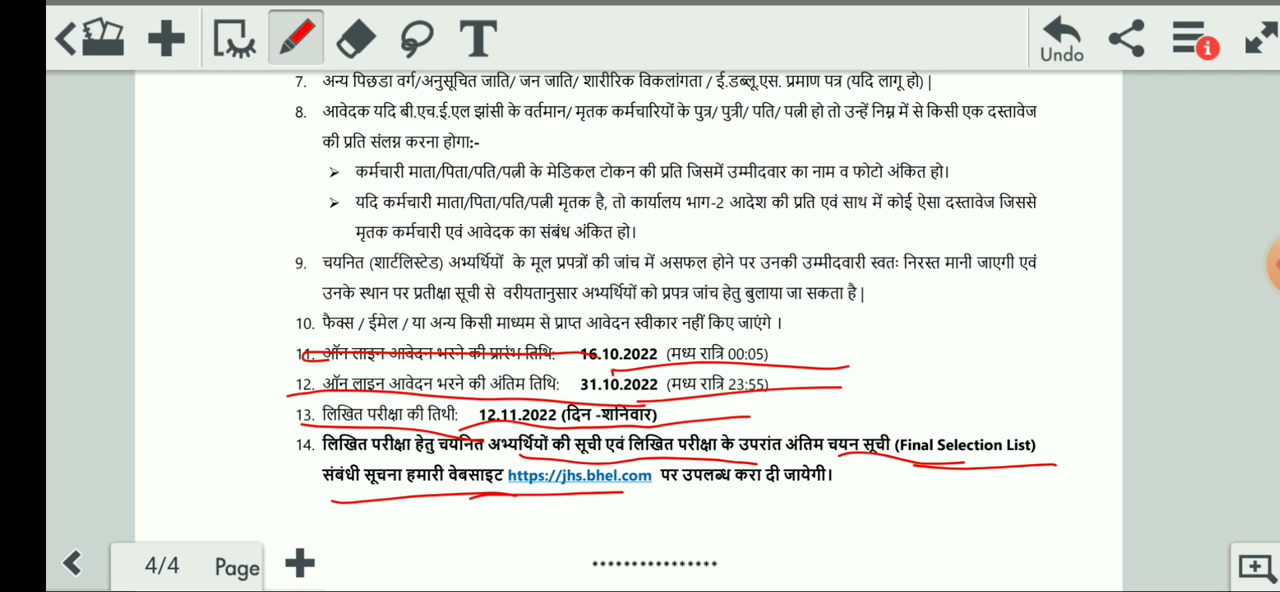 Undo
7. अन्य पिछडा वर्ग/अनुसूचित जाति/ जन जाति/ शारीरिक विकलांगता / ई.डब्लू.एस. प्रमाण पत्र (यदि लागू हो) |
8. आवेदक यदि बी.एच.ई.एल झांसी के वर्तमान/ मृतक कर्मचारियों के पुत्र/ पुत्री/ पति/ पत्नी हो तो उन्हें निम्न में से किसी एक दस्तावेज
की प्रति संलग्न करना होगा:-
➢ कर्मचारी माता/पिता/पति/पत्नी के मेडिकल टोकन की प्रति जिसमें उम्मीदवार का नाम व फोटो अंकित हो।
➢ यदि कर्मचारी माता/पिता/पति/पत्नी मृतक है, तो कार्यालय भाग-2 आदेश की प्रति एवं साथ में कोई ऐसा दस्तावेज जिससे
मृतक कर्मचारी एवं आवेदक का संबंध अंकित हो।
9. चयनित (शार्टलिस्टेड) अभ्यर्थियों के मूल प्रपत्रों की जांच में असफल होने पर उनकी उम्मीदवारी स्वतः निरस्त मानी जाएगी एवं
उनके स्थान पर प्रतीक्षा सूची से वरीयतानुसार अभ्यर्थियों को प्रपत्र जांच हेतु बुलाया जा सकता है |
10. फैक्स / ईमेल / या अन्य किसी माध्यम से प्राप्त आवेदन स्वीकार नहीं किए जाएंगे ।
11. ऑन लाइन आवेदन भरने की प्रारंभ तिथि: 16.10.2022 (मध्य रात्रि 00:05)
12. ऑन लाइन आवेदन भरने की अंतिम तिथि: 31.10.2022 (मध्य रात्रि 23:55)
13. लिखित परीक्षा की तिथी: 12.11.2022 (दिन -शनिवार)
14. लिखित परीक्षा हेतु चयनित अभ्यर्थियों की सूची एवं लिखित परीक्षा के उपरांत अंतिम चयन सूची (Final Selection List)
संबंधी सूचना हमारी वेबसाइट https://jhs.bhel.com पर उपलब्ध करा दी जायेगी।
****************
4/4 Page